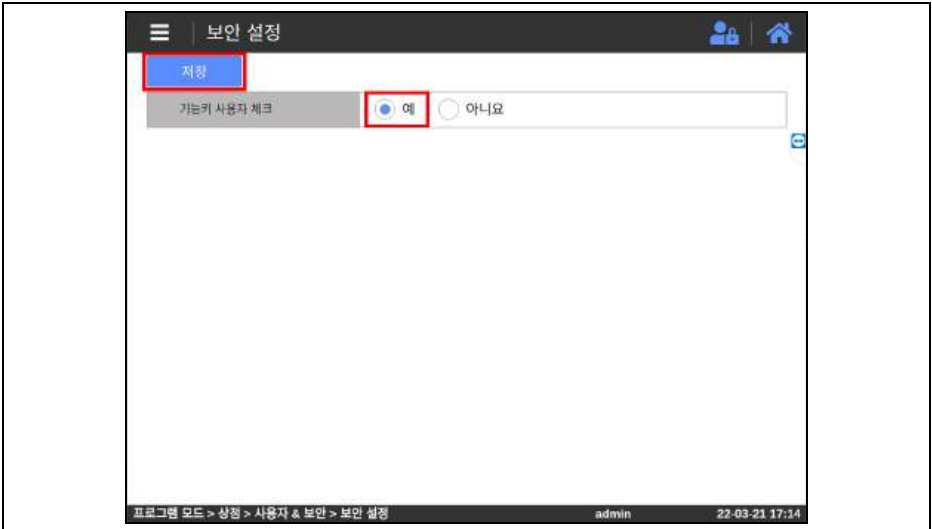 보안 설정
저장
기능키 사용자 체크
예 아니요
프로그램 모드 > 상점 > 사용자 & 보안 > 보안 설정 admin 22-03-21 17:14